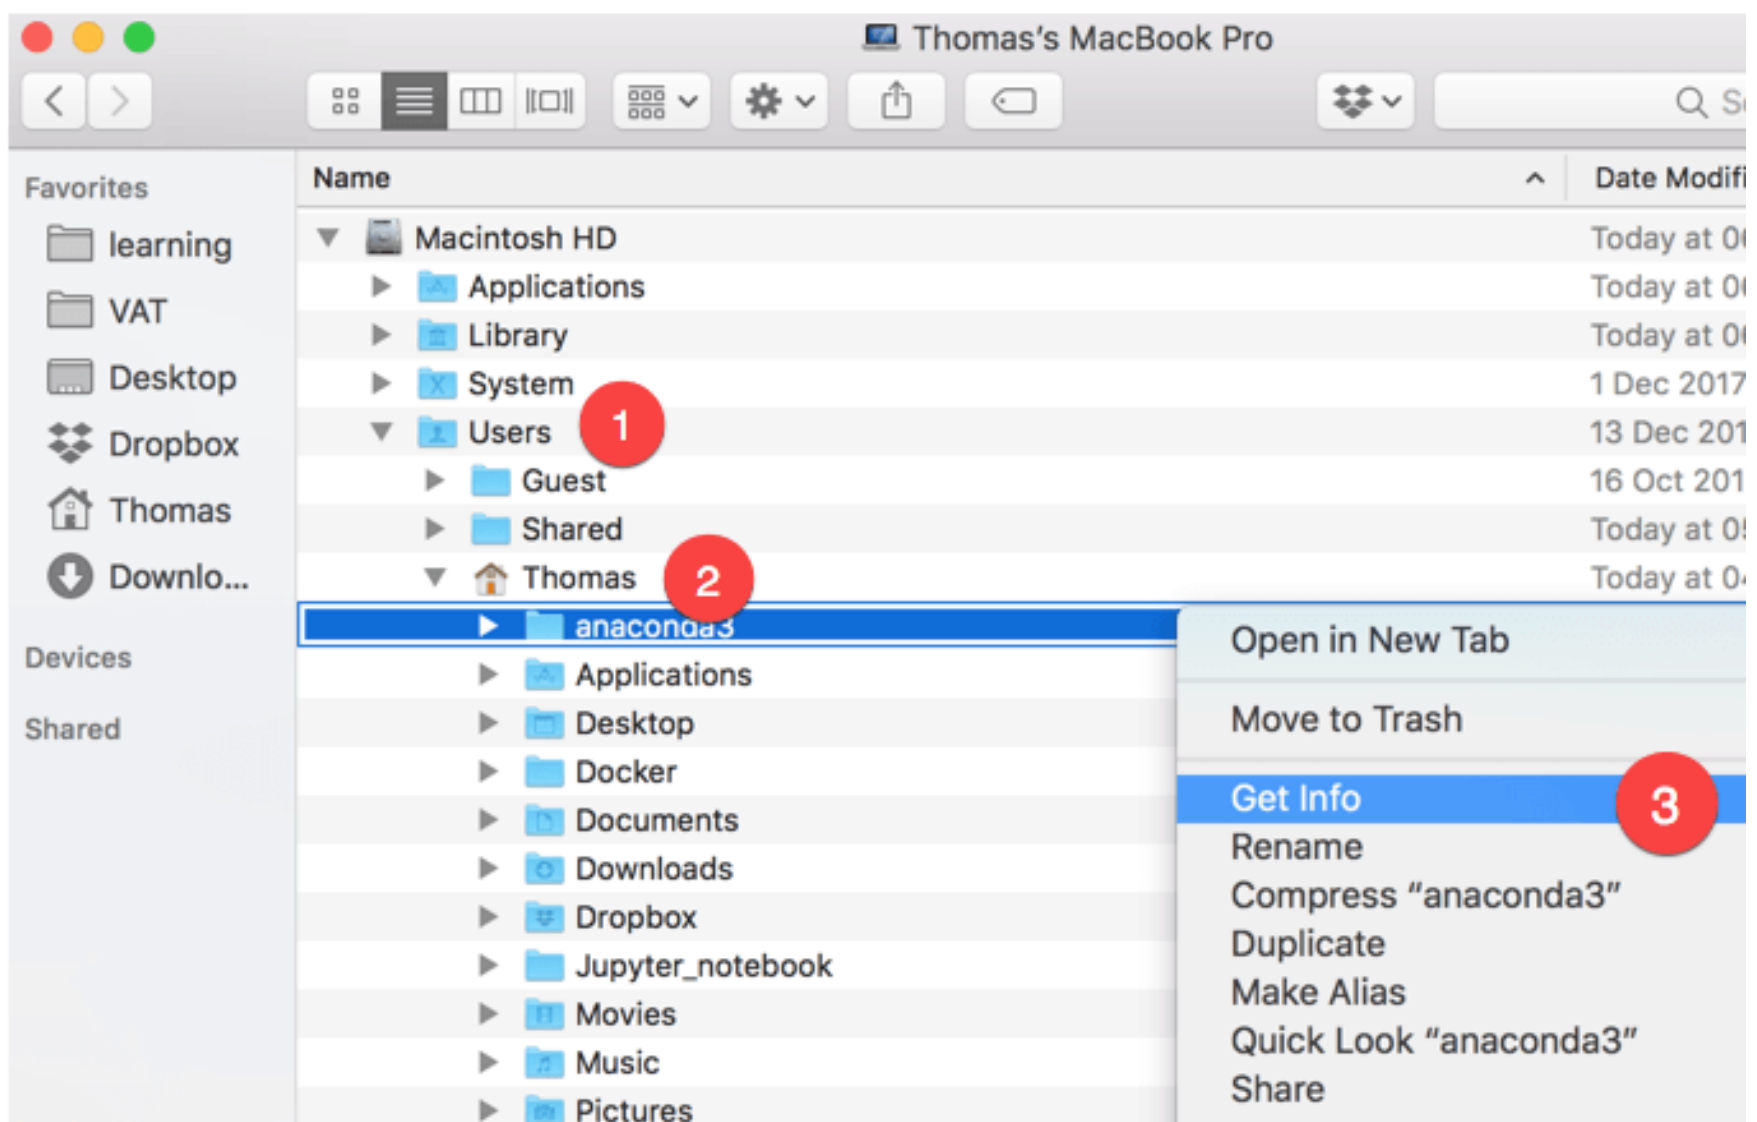 Thomas's MacBook Pro
Favorites
learning
VAT
Desktop
Dropbox
Thomas
Downlo...
Devices
Shared
Name
Date Modifi
Macintosh HD
Today at 0
Applications
Today at 0
Library
Today at 0
System
1 Dec 2017
Users
1
13 Dec 201
Guest
16 Oct 201
Shared
Today at 0
Thomas
2
Today at 0
anaconda3
Applications
Desktop
Docker
Documents
Downloads
Dropbox
Jupyter_notebook
Movies
Music
Pictures
Open in New Tab
Move to Trash
Get Info
3
Rename
Compress “anaconda3”
Duplicate
Make Alias
Quick Look “anaconda3”
Share